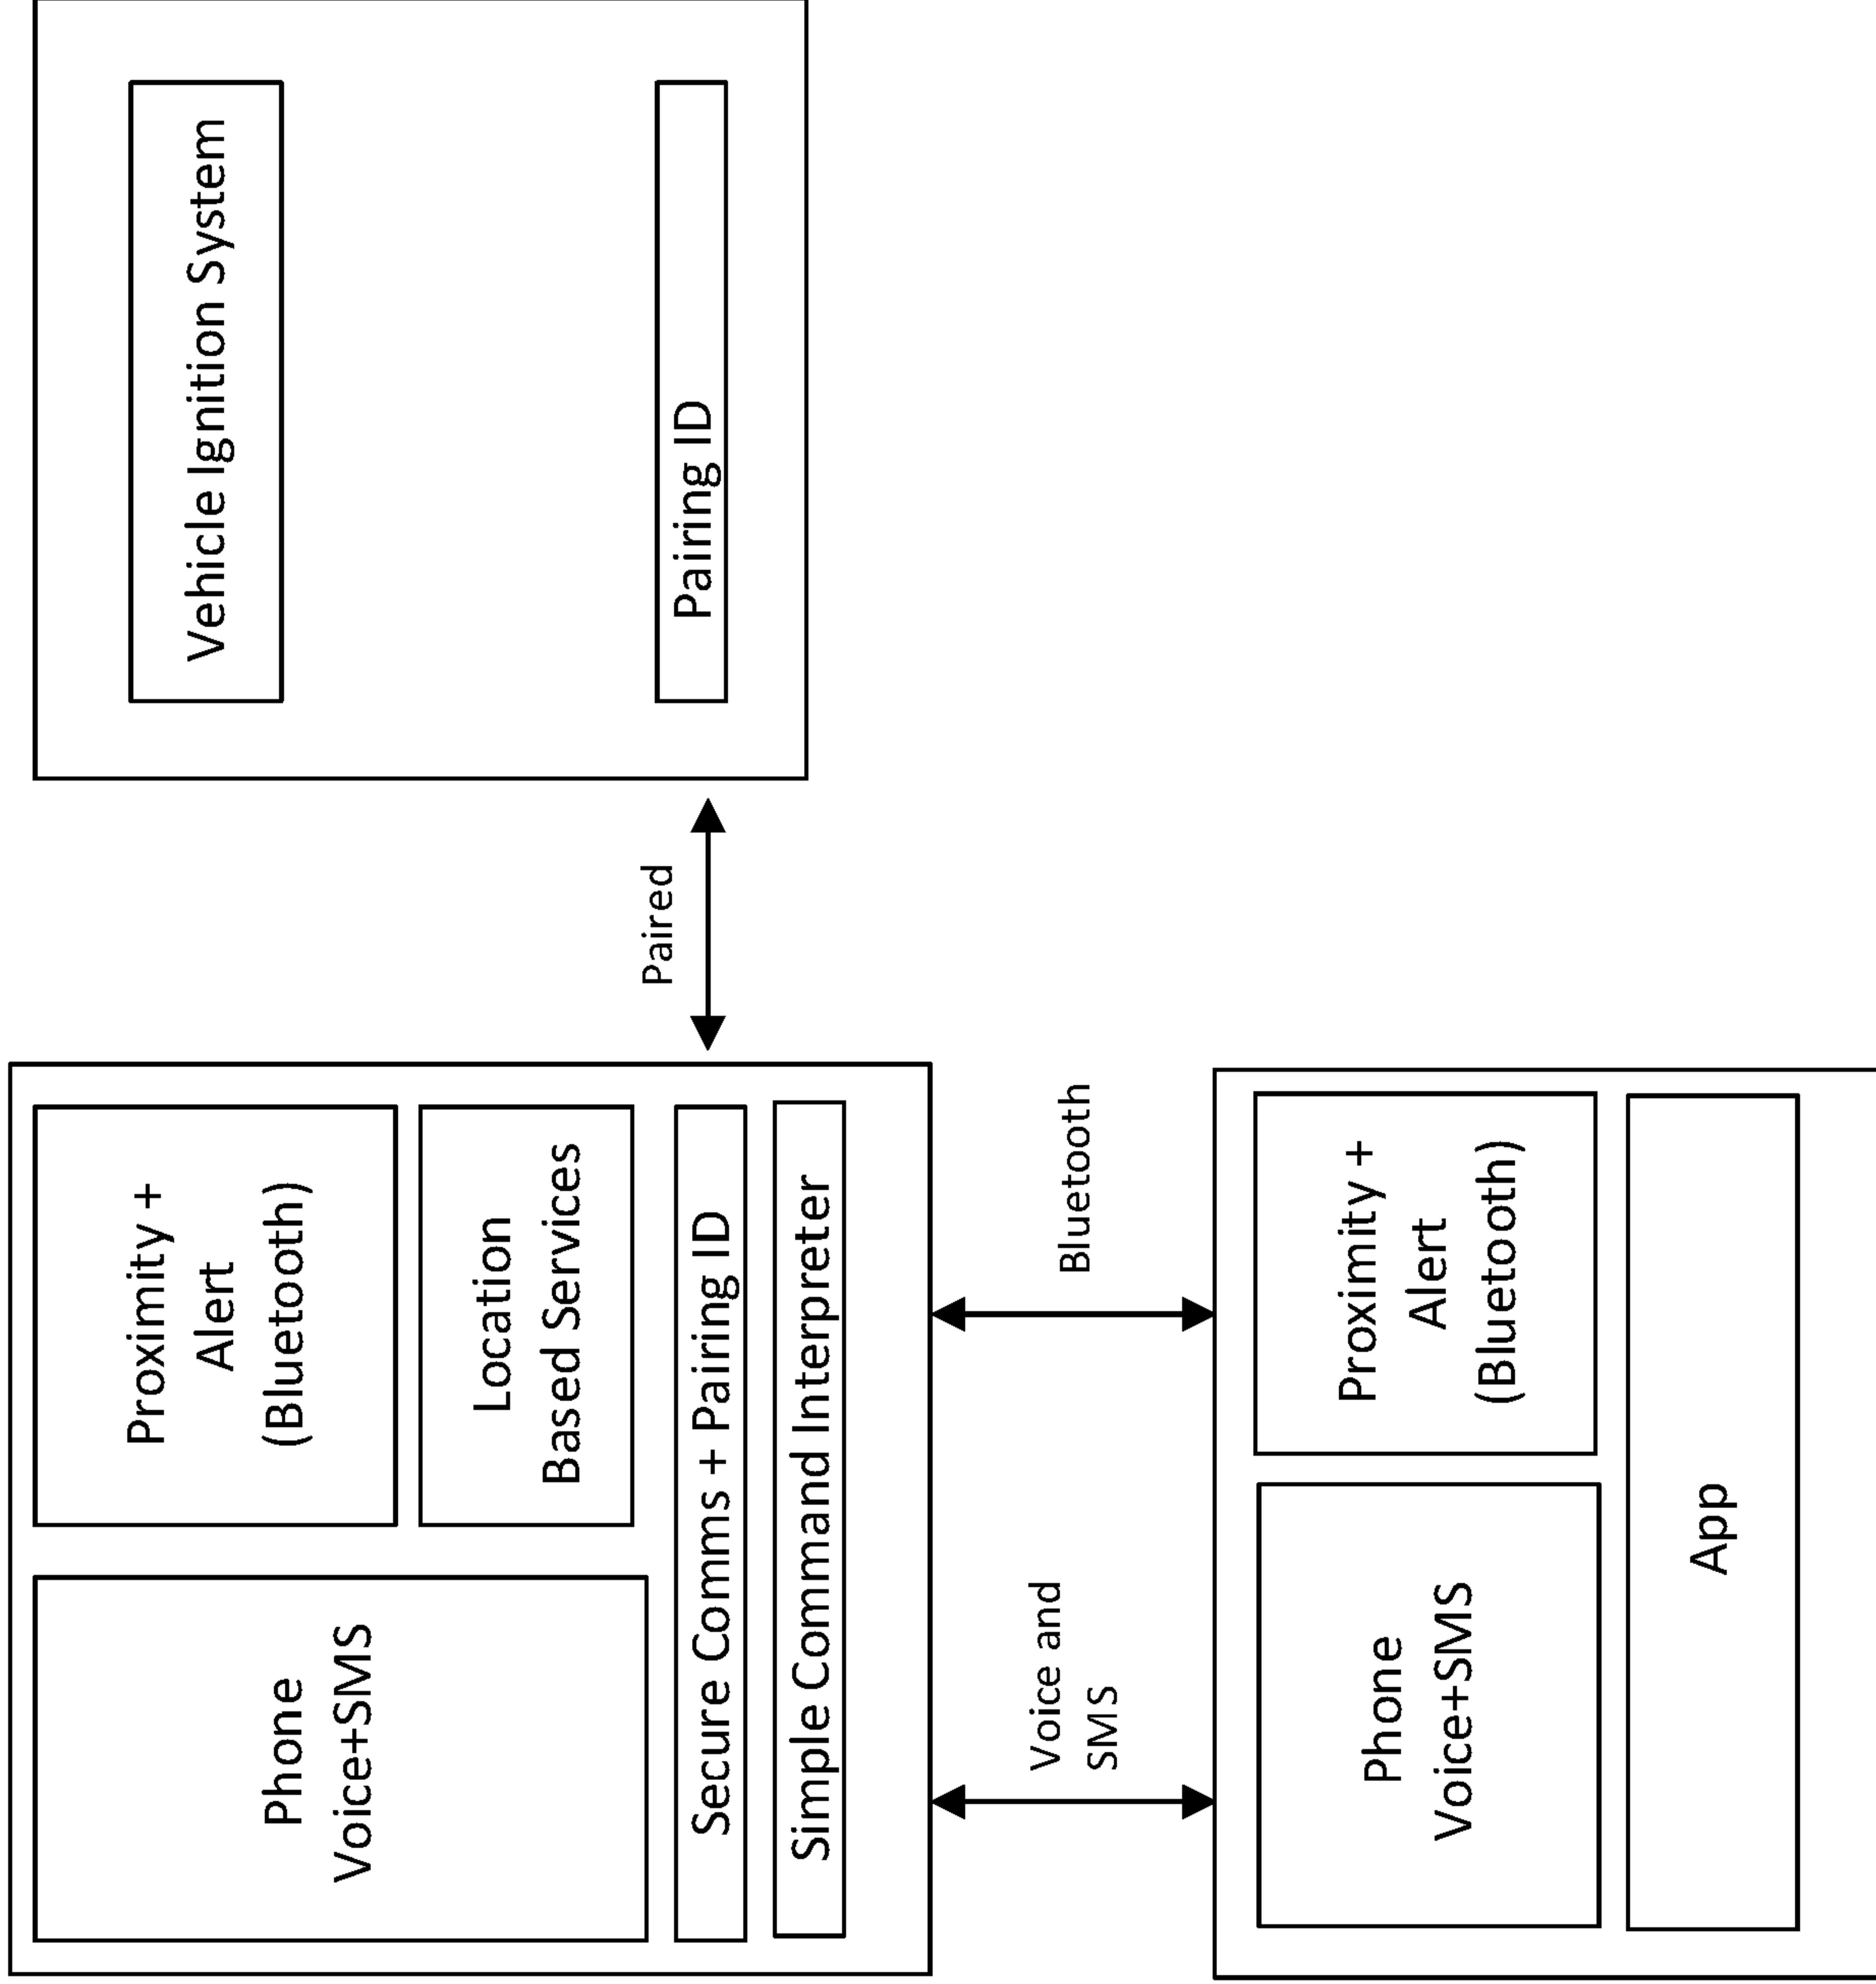 Phone
Voice+SMS
Proximity +
Alert
(Bluetooth)
Location
Based Services
Secure Comms + Pairing ID
Simple Command Interpreter
Paired
Vehicle Ignition System
Pairing ID
Voice and
SMS
Bluetooth
Phone
Voice+SMS
Proximity +
Alert
(Bluetooth)
App